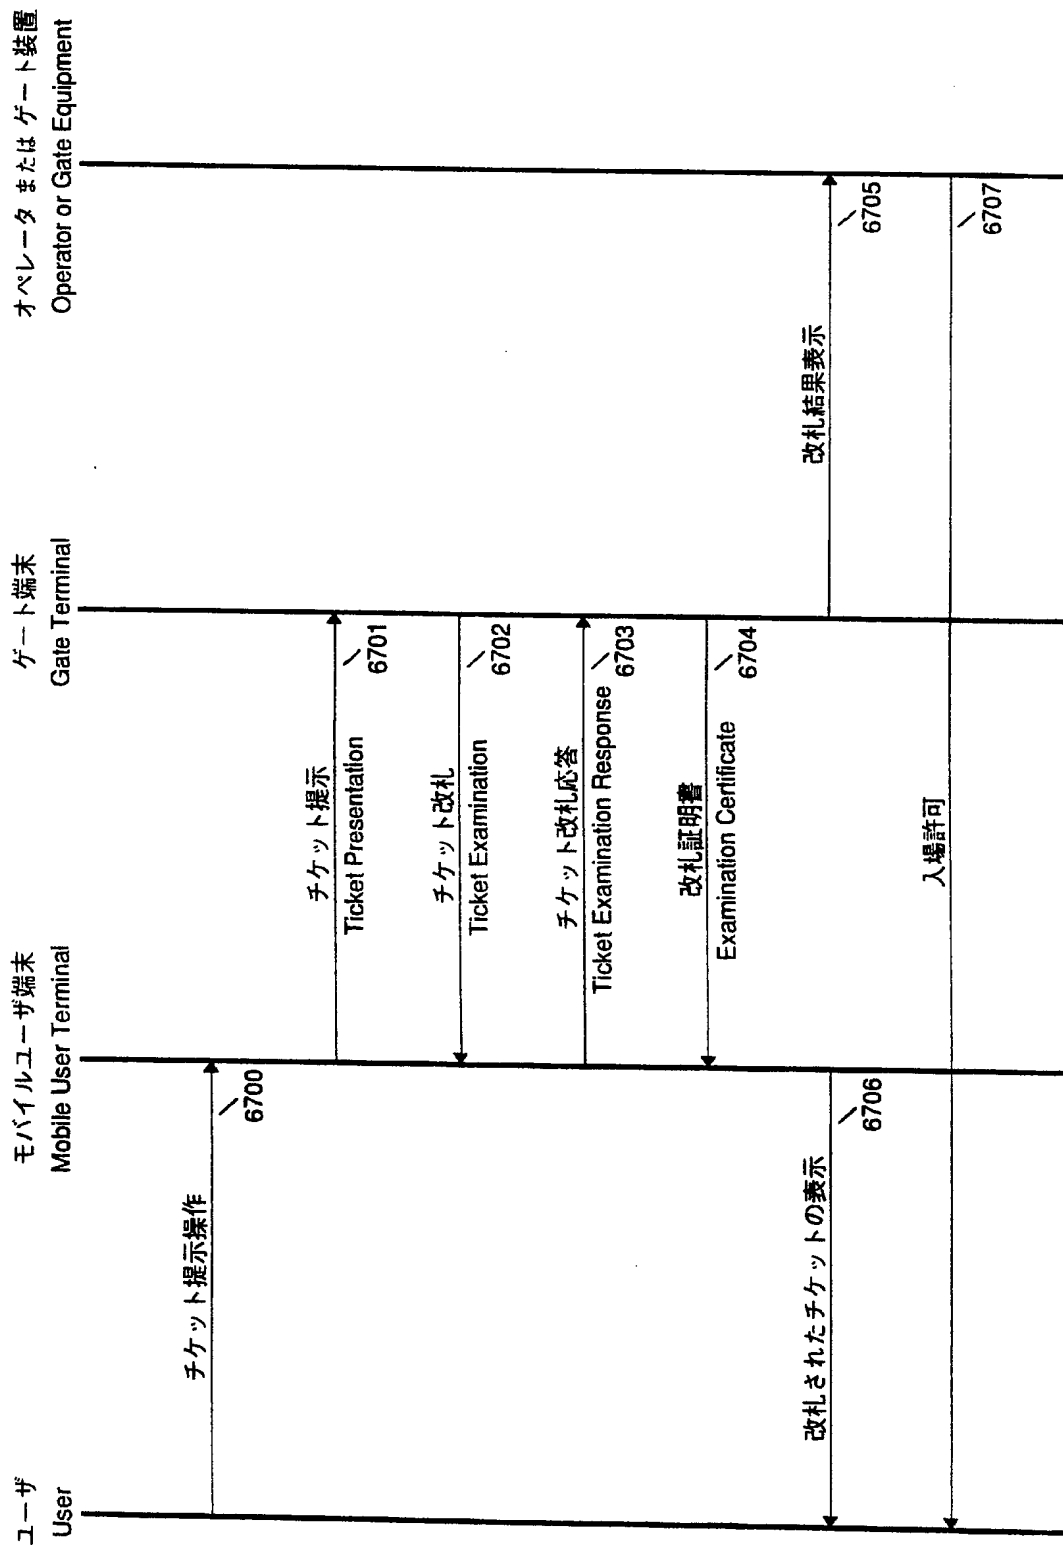 ユーザ
User
モバイルユーザ端末
Mobile User Terminal
ゲート端末
Gate Terminal
オペレータ または ゲート装置
Operator or Gate Equipment
チケット提示操作
6700
チケット提示
Ticket Presentation
6701
チケット改札
Ticket Examination
6702
チケット改札応答
Ticket Examination Response
6703
改札証明書
Examination Certificate
6704
改札されたチケットの表示
6706
改札結果表示
6705
入場許可
6707